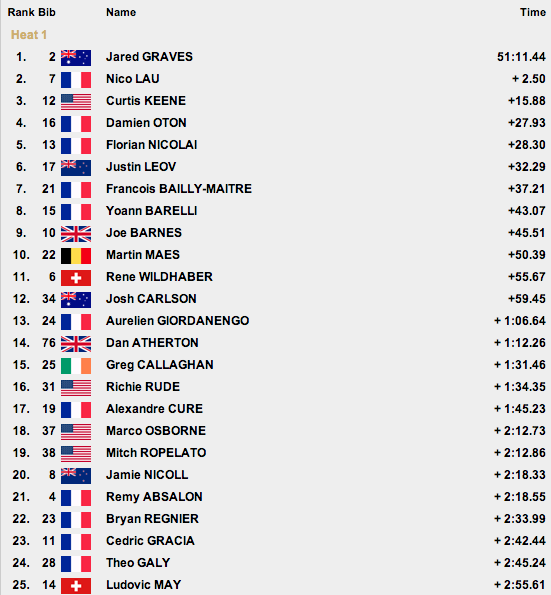 Rank Bib Name Time
Heat 1
1. 2 Jared GRAVES 51:11.44
2. 7 Nico LAU + 2.50
3. 12 Curtis KEENE +15.88
4. 16 Damien OTON +27.93
5. 13 Florian NICOLAI +28.30
6. 17 Justin LEOV +32.29
7. 21 Francois BAILLY-MAITRE +37.21
8. 15 Yoann BARELLI +43.07
9. 10 Joe BARNES +45.51
10. 22 Martin MAES +50.39
11. 6 Rene WILDHABER +55.67
12. 34 Josh CARLSON +59.45
13. 24 Aurelien GIORDANENGO + 1:06.64
14. 76 Dan ATHERTON + 1:12.26
15. 25 Greg CALLAGHAN + 1:31.46
16. 31 Richie RUDE + 1:34.35
17. 19 Alexandre CURE + 1:45.23
18. 37 Marco OSBORNE + 2:12.73
19. 38 Mitch ROPELATO + 2:12.86
20. 8 Jamie NICOLL + 2:18.33
21. 4 Remy ABSALON + 2:18.55
22. 23 Bryan REGNIER + 2:33.99
23. 11 Cedric GRACIA + 2:42.44
24. 28 Theo GALY + 2:45.24
25. 14 Ludovic MAY + 2:55.61